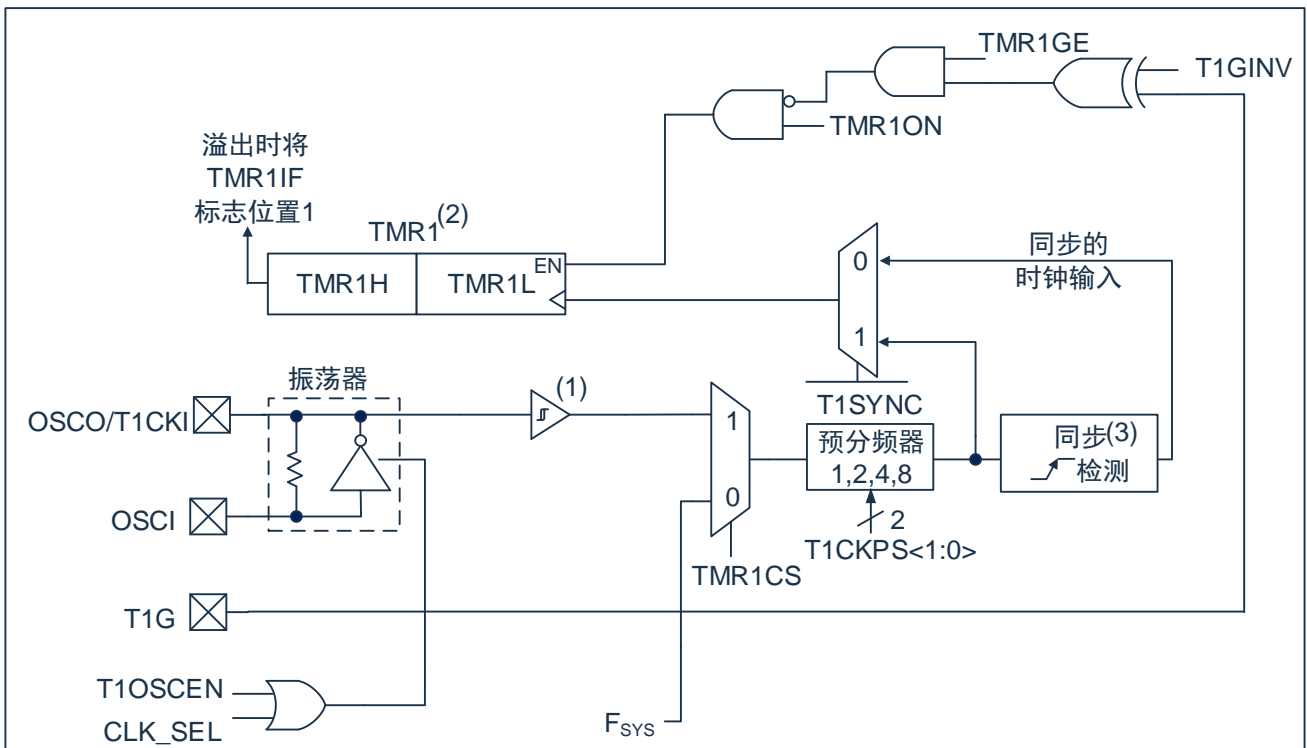 TMR1GE
T1GINV
TMR1ON
溢出时将
TMR1IF
标志位置1
TMR1(2)
EN
TMR1H
TMR1L
0
同步的
时钟输入
1
T1SYNC
振荡器
(1)
OSCO/T1CKI
1
预分频器
1,2,4,8
同步(3)
检测
0
OSCI
2
T1CKPS<1:0>
TMR1CS
T1G
T1OSCEN
CLK_SEL
FSYS